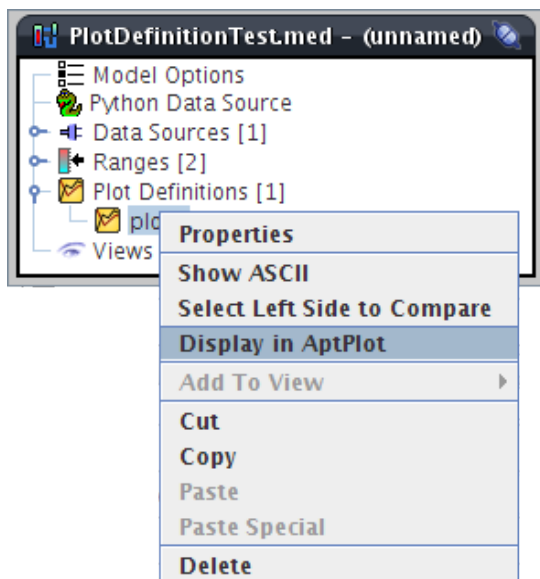 PlotDefinitionTest.med - (unnamed)
Model Options
Python Data Source
Data Sources [1]
Ranges [2]
Plot Definitions [1]
Views
Properties
Show ASCII
Select Left Side to Compare
Display in AptPlot
Add To View
Cut
Copy
Paste
Paste Special
Delete